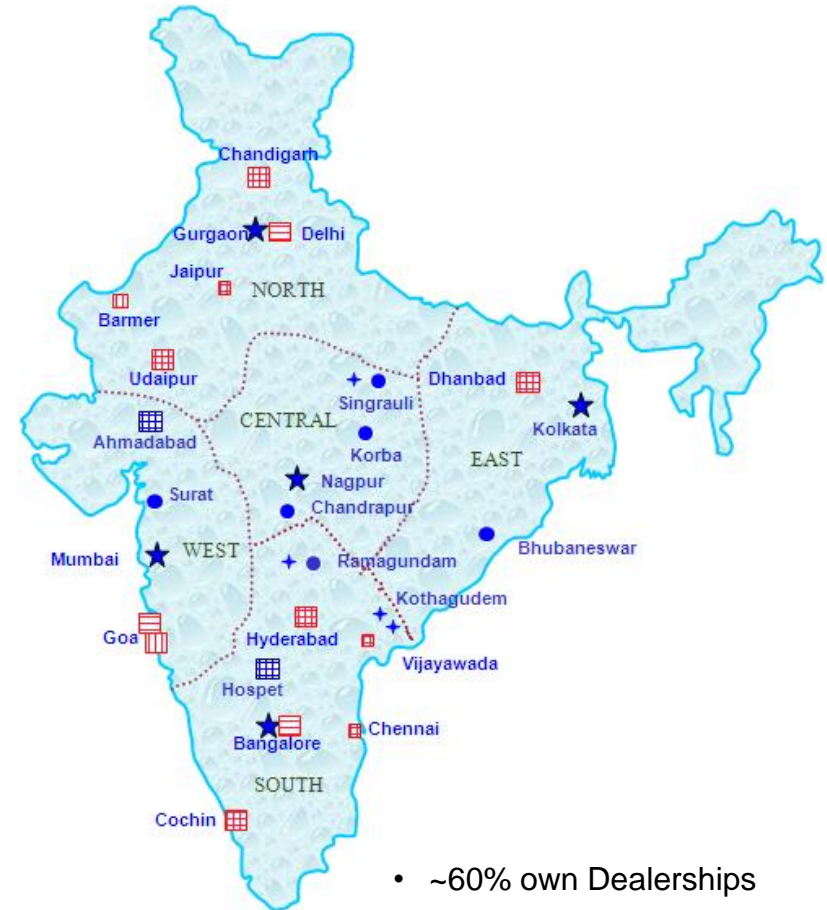 Chandigarh
Gurgaon Delhi
Jaipur
NORTH
Barmer
Udaipur
Dhanbad
Singrauli
CENTRAL
Kolkata
Ahmadabad
Korba
EAST
Nagpur
Surat
Chandrapur
Bhubaneswar
Mumbai
WEST
Ramagundam
Kothagudem
Goa
Hyderabad
Vijayawada
Hospet
Chennai
Bangalore
SOUTH
Cochin
• ~60% own Dealerships